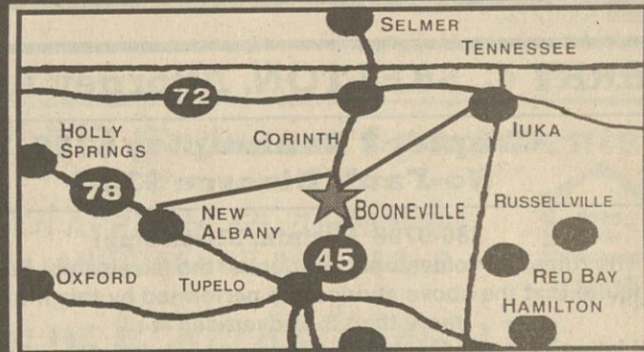 SELMER
TENNESSEE
72
CORINTH
IUKA
HOLLY
SPRINGS
78
NEW
ALBANY
BOONEVILLE
RUSSELLVILLE
45
OXFORD
TUPELO
RED BAY
HAMILTON